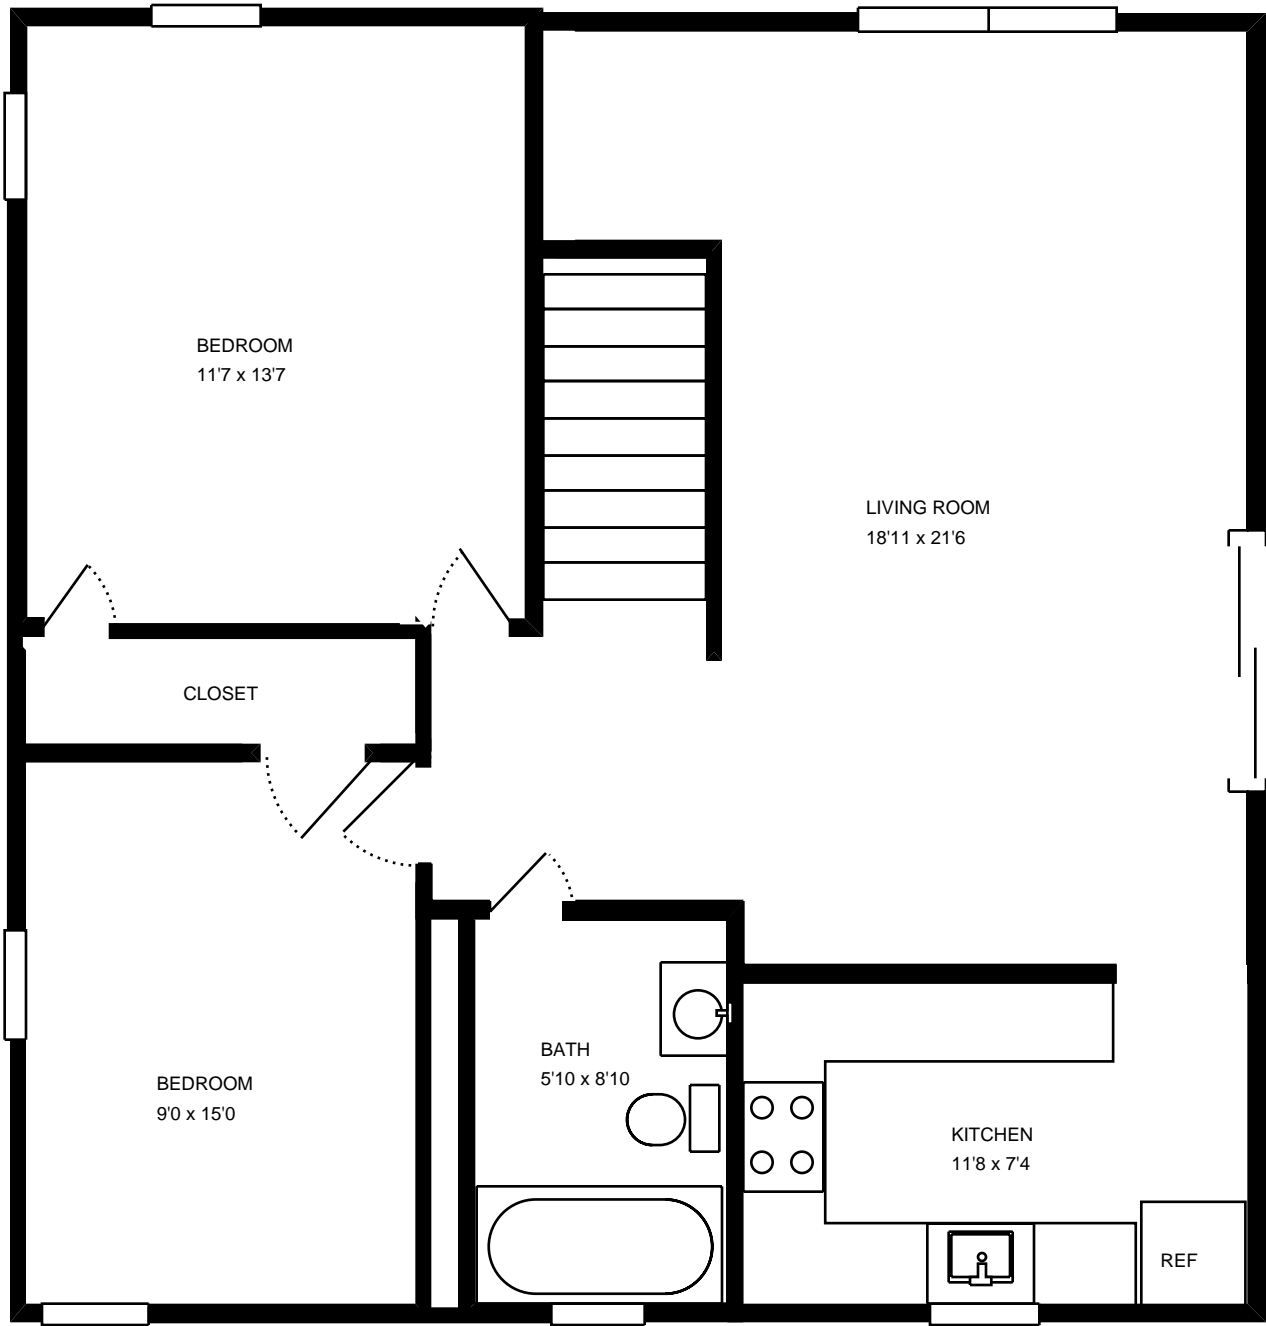 BEDROOM
11'7 x 13'7
LIVING ROOM
18'11 x 21'6
CLOSET
BATH
5'10 x 8'10
BEDROOM
9'0 x 15'0
KITCHEN
11'8 x 7'4
REF